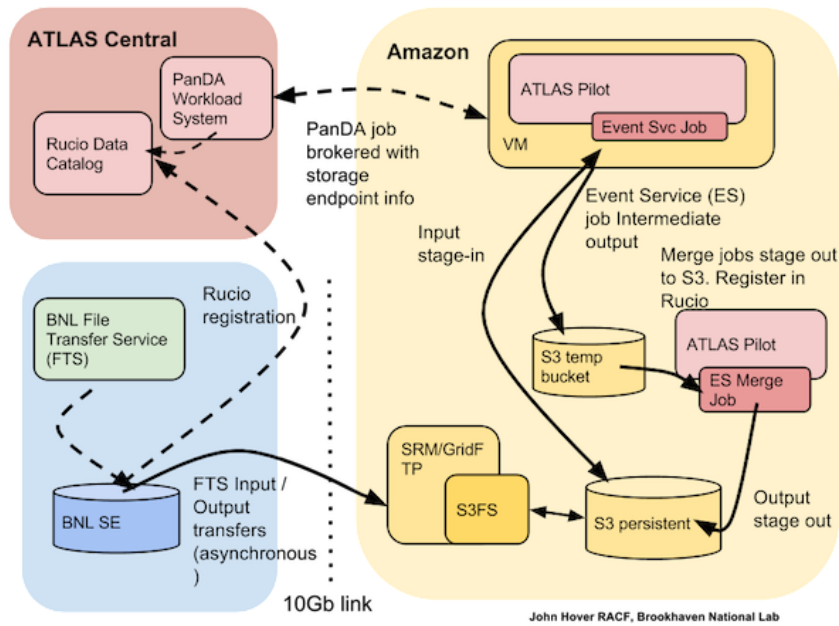 ATLAS Central
PanDA
Workload
System
Rucio Data
Catalog
Amazon
ATLAS Pilot
Event Svc Job
VM
PanDA job
brokered with
storage
endpoint info
Event Service (ES)
job Intermediate
output
Input
stage-in
Merge jobs stage out
to S3. Register in
Rucio
Rucio
registration
BNL File
Transfer Service
(FTS)
S3 temp
bucket
ATLAS Pilot
ES Merge
Job
SRM/GridF
TP
S3FS
S3 persistent
Output
stage out
BNL SE
FTS Input /
Output
transfers
(asynchronous
)
10Gb link
John Hover RACF, Brookhaven National Lab